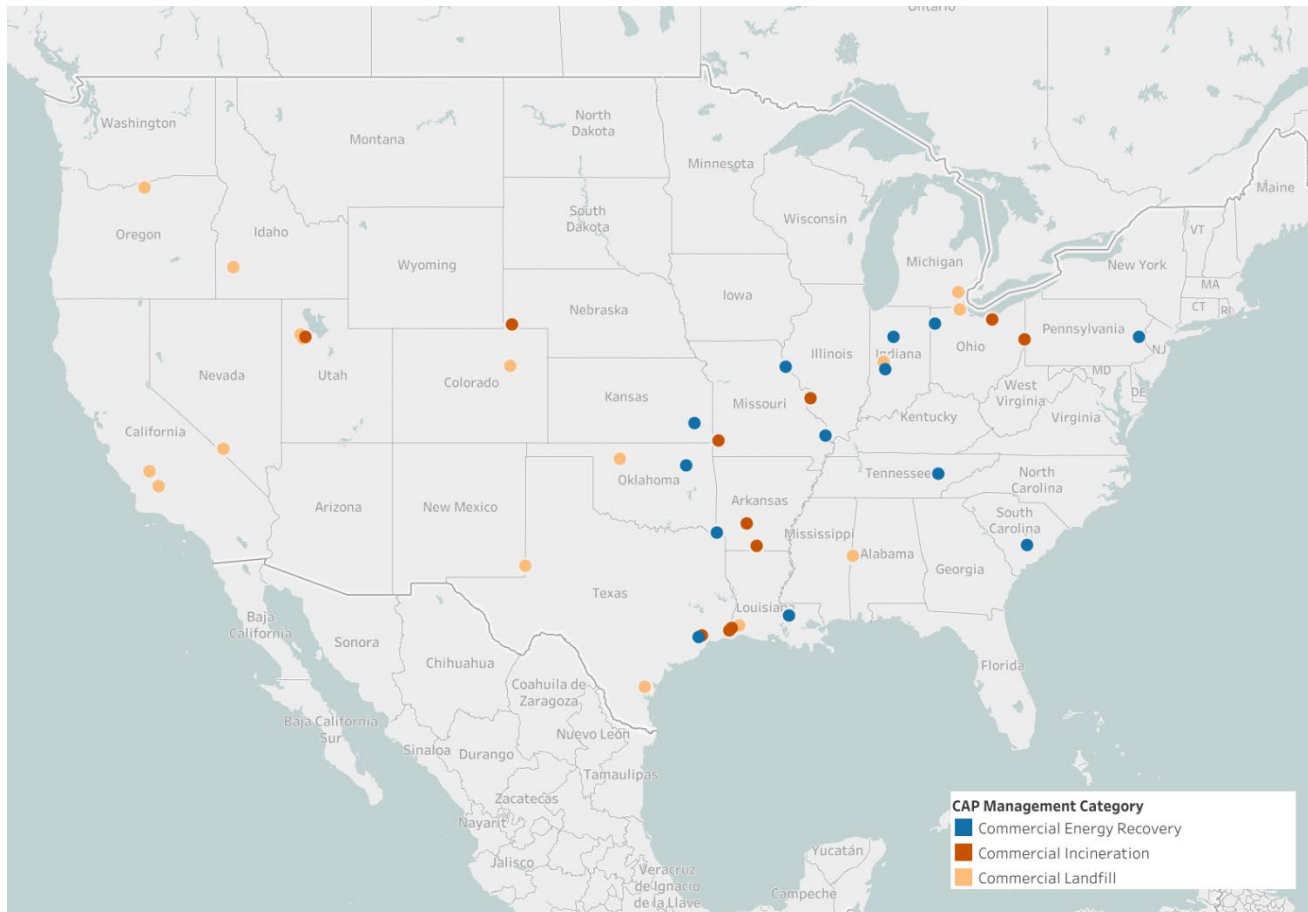 Ontario
Washington
Montana
North
Dakota
Minnesota
Maine
Oregon
Idaho
South
Dakota
Wisconsin
VT
Michigan
New York
Wyoming
MA
CT
RI
Iowa
Nebraska
Pennsylvania
NJ
Illinois
Indiana
Ohio
Nevada
Utah
Colorado
MD
DE
West
Virginia
Kansas
Missouri
Kentucky
Virginia
California
Tennessee
North
Carolina
Oklahoma
Arkansas
Arizona
New Mexico
South
Carolina
Mississippi
Alabama
Georgia
Texas
Louisiana
Baja
California
Sonora
Chihuahua
Florida
Coahuila de
Zaragoza
Baja California
Sur
Nuevo León
Sinaloa
Durango
Tamaulipas
Zacatecas
Nayarit
Jalisco
Veracruz
de Ignacio
de la Llave
Yucatán
Campeche
CAP Management Category
Commercial Energy Recovery
Commercial Incineration
Commercial Landfill